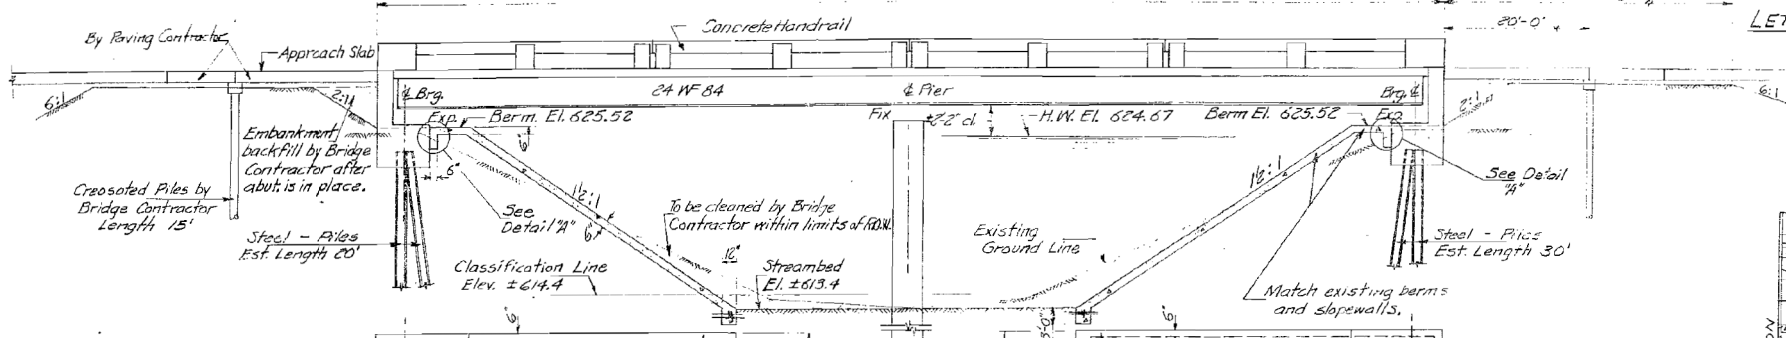 20'-0"
LET
By Paving Contractor
Concrete Handrail
Approach Slab
6:1
2:1
℄ Brg.
24 WF 84
℄ Pier
Brg. ℄
2:1
6:1
Exp.
Berm El. 625.52
Fix
±2'-2" cl.
H.W. El. 624.67
Berm El. 625.52
Exp.
Embankment
backfill by Bridge
Contractor after
abut. is in place.
6"
6"
See Detail
"A"
Creosoted Piles by
Bridge Contractor
Length 15'
1½:1
6"
See
Detail "A"
To be cleaned by Bridge
Contractor within limits of R.O.W.
1½:1
Existing
Ground Line
Steel - Piles
Est. Length 20'
Steel - Piles
Est. Length 30'
12"
Classification Line
Elev. ±614.4
Streambed
El. ±613.4
Match existing berms
and slopewalls.
6"
3'-0"
6"